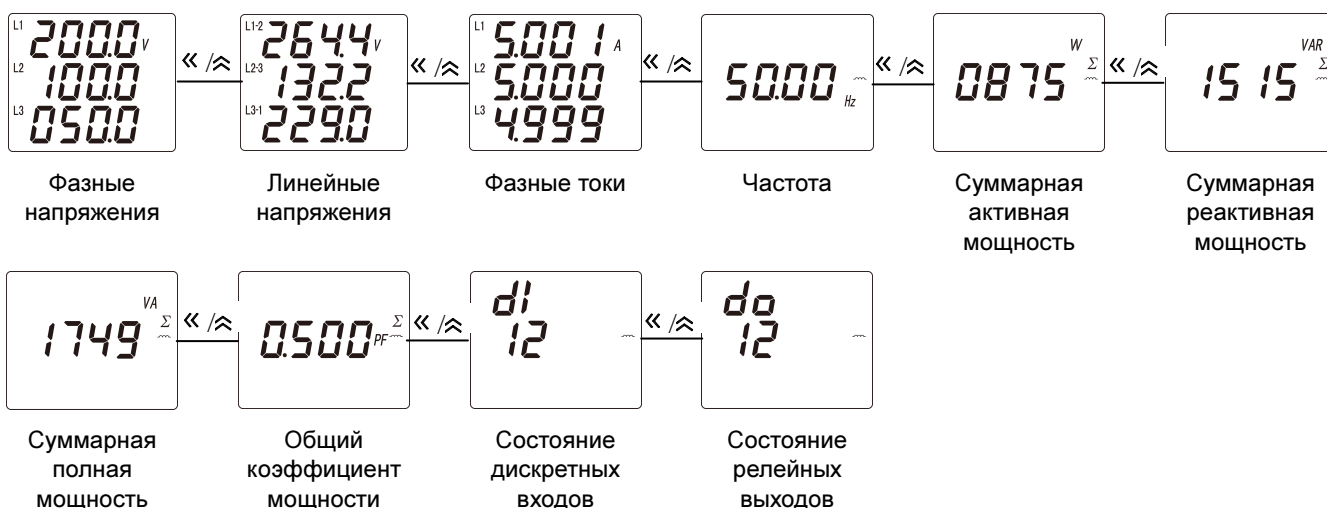 L1 200.0 V
L2 100.0
L3 050.0
« /
L1-2 264.4 V
L2-3 132.2
L3-1 229.0
« /
L1 5.001 A
L2 5.000
L3 4.999
« /
50.00 Hz
« /
W
0875 Σ
« /
VAR
1515 Σ
Фазные
напряжения
Линейные
напряжения
Фазные токи
Частота
Суммарная
активная
мощность
Суммарная
реактивная
мощность
VA
1749 Σ
« /
0.500 PF Σ
« /
di
12
« /
do
12
Суммарная
полная
мощность
Общий
коэффициент
мощности
Состояние
дискретных
входов
Состояние
релейных
выходов